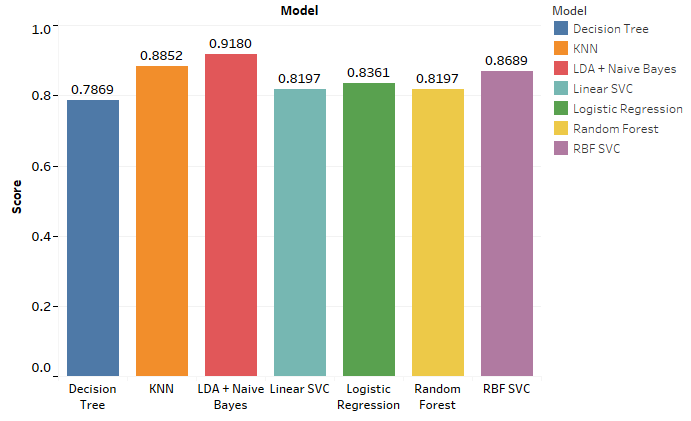 Model
Score
1.0
0.8
0.6
0.4
0.2
0.0
0.7869
0.8852
0.9180
0.8197
0.8361
0.8197
0.8689
Decision
Tree
KNN
LDA + Naive
Bayes
Linear SVC
Logistic
Regression
Random
Forest
RBF SVC
Model
Decision Tree
KNN
LDA + Naive Bayes
Linear SVC
Logistic Regression
Random Forest
RBF SVC